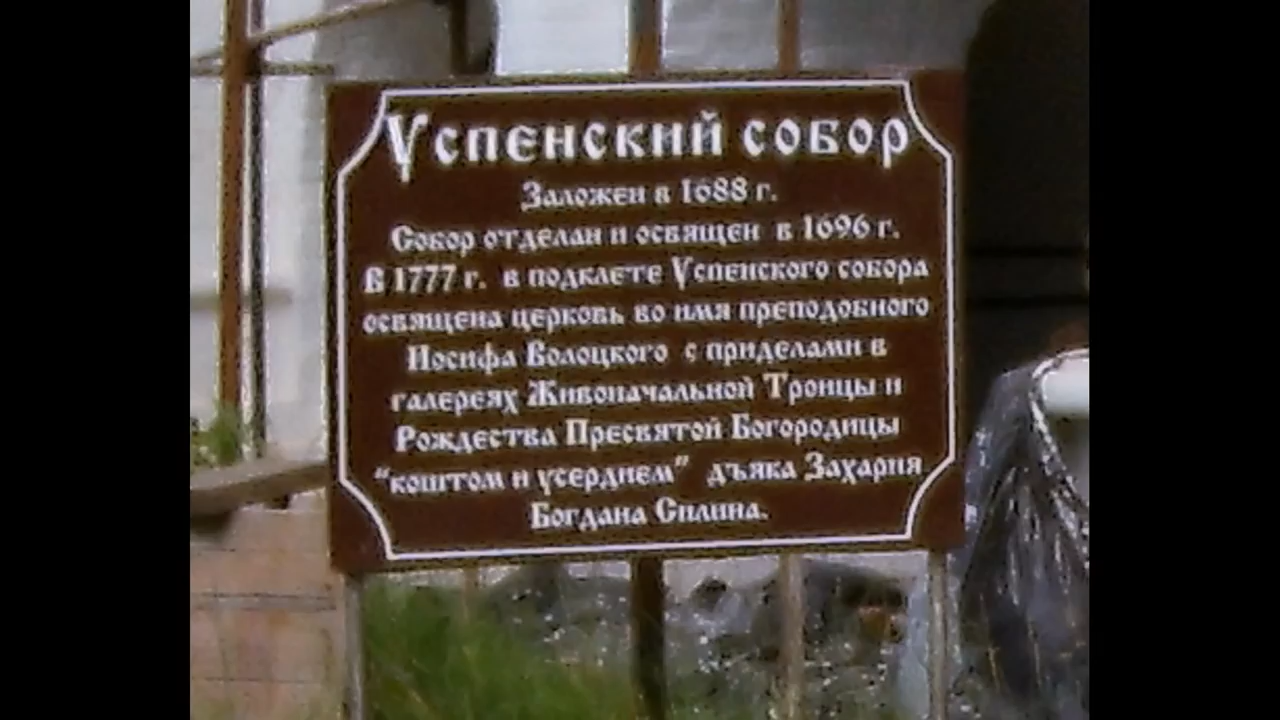 Успенский собор
Заложен в 1688 г.
Собор отделан и освящен в 1696 г.
В 1777 г. в подклете Успенского собора
освящена церковь во имя преподобного
Иосифа Волоцкого с приделами в
галереях Живоначальной Троицы и
Рождества Пресвятой Богородицы
“коштом и усердием” дъяка Захария
Богдана Силина.